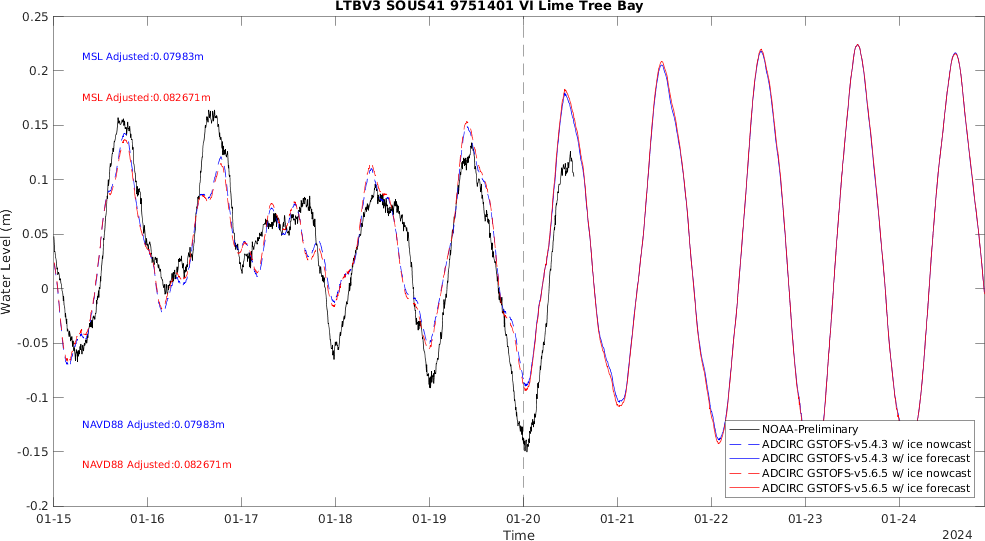 LTBV3 SOUS41 9751401 VI Lime Tree Bay
0.25
0.2
0.15
0.1
0.05
0
-0.05
-0.1
-0.15
-0.2
Water Level (m)
MSL Adjusted:0.07983m
MSL Adjusted:0.082671m
NAVD88 Adjusted:0.07983m
NAVD88 Adjusted:0.082671m
NOAA-Preliminary
ADCIRC GSTOFS-v5.4.3 w/ ice nowcast
ADCIRC GSTOFS-v5.4.3 w/ ice forecast
ADCIRC GSTOFS-v5.6.5 w/ ice nowcast
ADCIRC GSTOFS-v5.6.5 w/ ice forecast
01-15 01-16 01-17 01-18 01-19 01-20 01-21 01-22 01-23 01-24
Time
2024